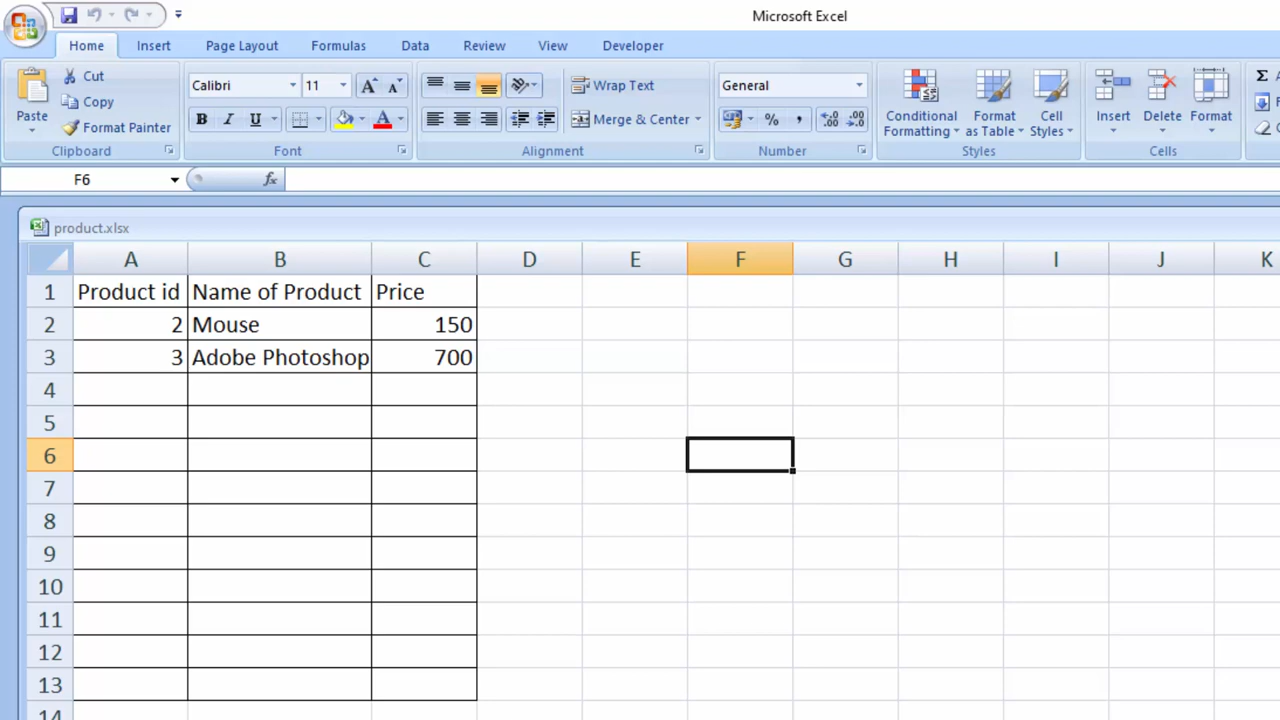 Microsoft Excel
Home Insert Page Layout Formulas Data Review View Developer
Cut
Copy
Format Painter
Paste
Clipboard
Calibri 11
B I U
A A
A
Font
Wrap Text
Merge & Center
Alignment
General
% ,
.00 .00
Number
Conditional Formatting
Format as Table
Cell Styles
Styles
Insert Delete Format
Cells
Σ
F6 fx
product.xlsx
A B C D E F G H I J K
1 Product id Name of Product Price
2 2 Mouse 150
3 3 Adobe Photoshop 700
4
5
6
7
8
9
10
11
12
13
14